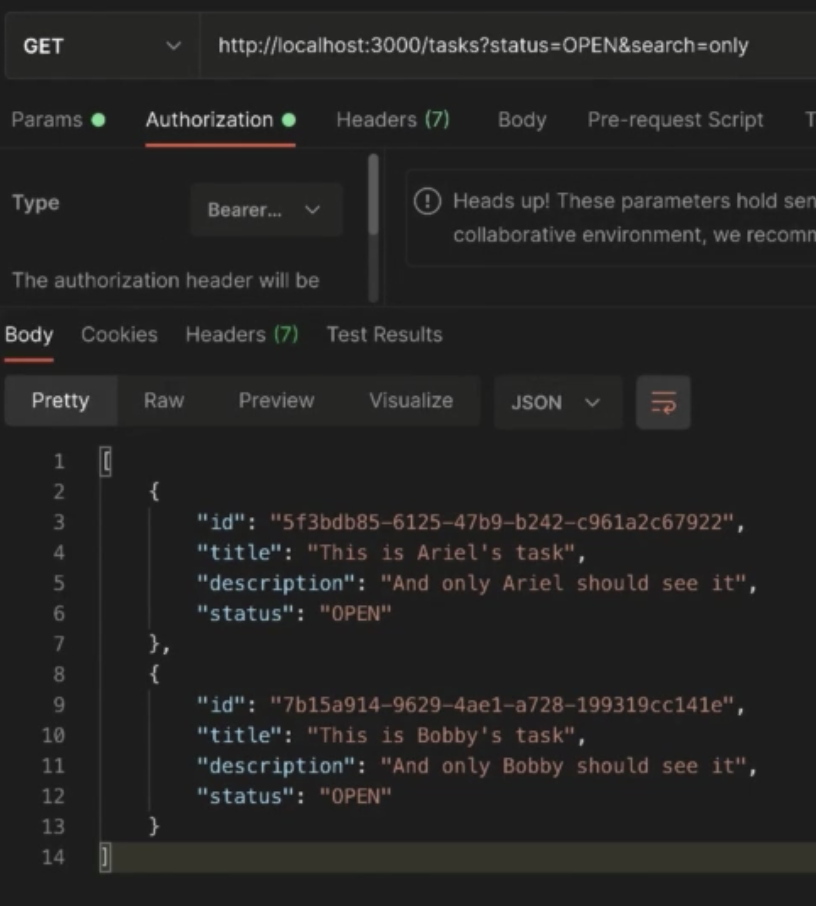 GET http://localhost:3000/tasks?status=OPEN&search=only
Params Authorization Headers (7) Body Pre-request Script T
Type Bearer...
Heads up! These parameters hold sen
collaborative environment, we recomm
The authorization header will be
Body Cookies Headers (7) Test Results
Pretty Raw Preview Visualize JSON
1 [
2 {
3 "id": "5f3bdb85-6125-47b9-b242-c961a2c67922",
4 "title": "This is Ariel's task",
5 "description": "And only Ariel should see it",
6 "status": "OPEN"
7 },
8 {
9 "id": "7b15a914-9629-4ae1-a728-199319cc141e",
10 "title": "This is Bobby's task",
11 "description": "And only Bobby should see it",
12 "status": "OPEN"
13 }
14 ]